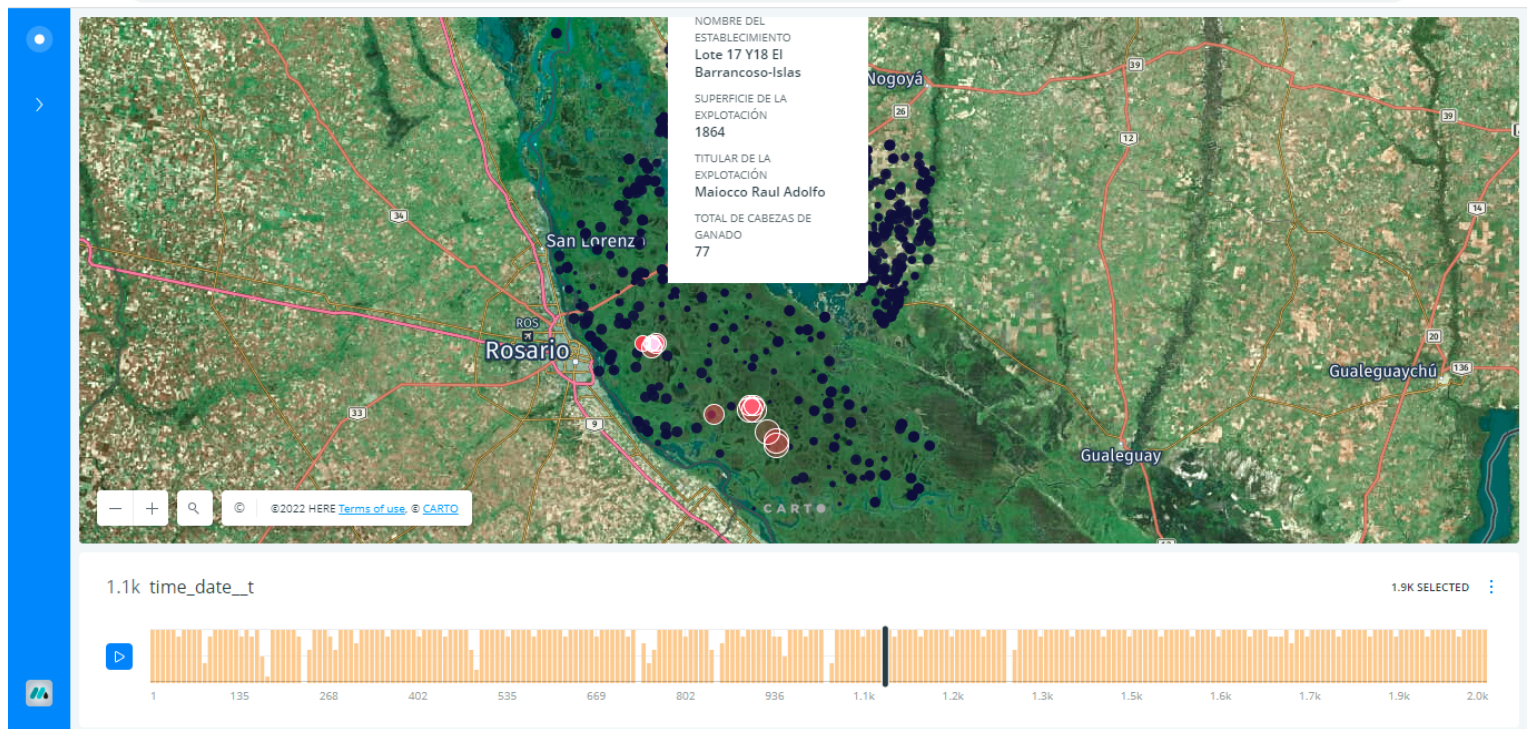 NOMBRE DEL
ESTABLECIMIENTO
Lote 17 Y18 El
Barrancoso-Islas
SUPERFICIE DE LA
EXPLOTACIÓN
1864
TITULAR DE LA
EXPLOTACIÓN
Maiocco Raul Adolfo
TOTAL DE CABEZAS DE
GANADO
77
Nogoyá
39
26
39
12
34
14
San Lorenzo
ROS
Rosario
20
136
Gualeguaychú
33
9
Gualeguay
©
©2022 HERE Terms of use, © CARTO
CARTO
1.1k time_date__t
1.9K SELECTED
1 135 268 402 535 669 802 936 1.1k 1.2k 1.3k 1.5k 1.6k 1.7k 1.9k 2.0k